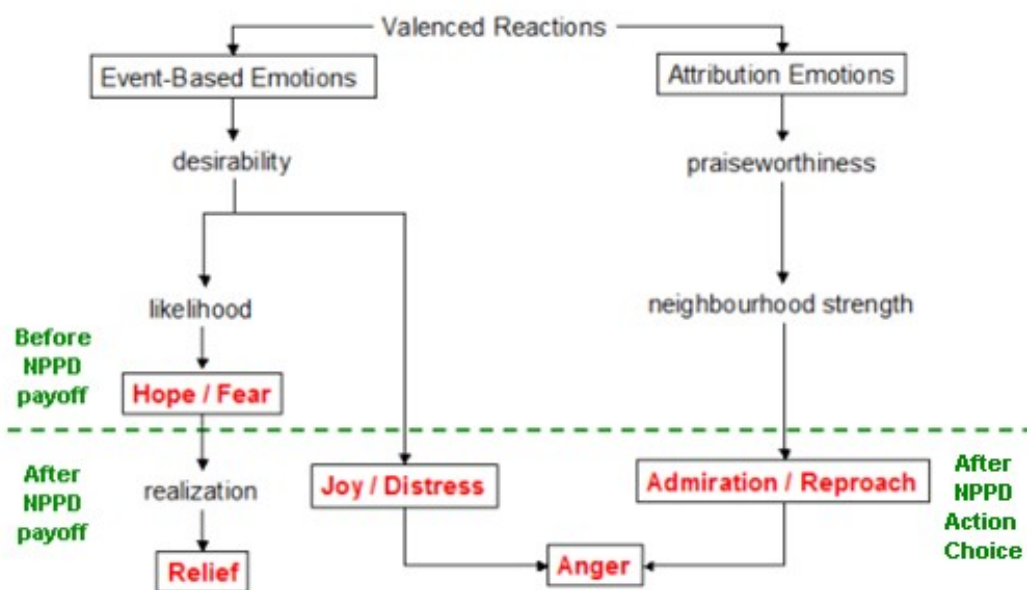 Valenced Reactions
Event-Based Emotions
Attribution Emotions
desirability
praiseworthiness
likelihood
neighbourhood strength
Before
NPPD
payoff
Hope / Fear
After
NPPD
payoff
realization
Joy / Distress
Admiration / Reproach
After
NPPD
Action
Choice
Relief
Anger